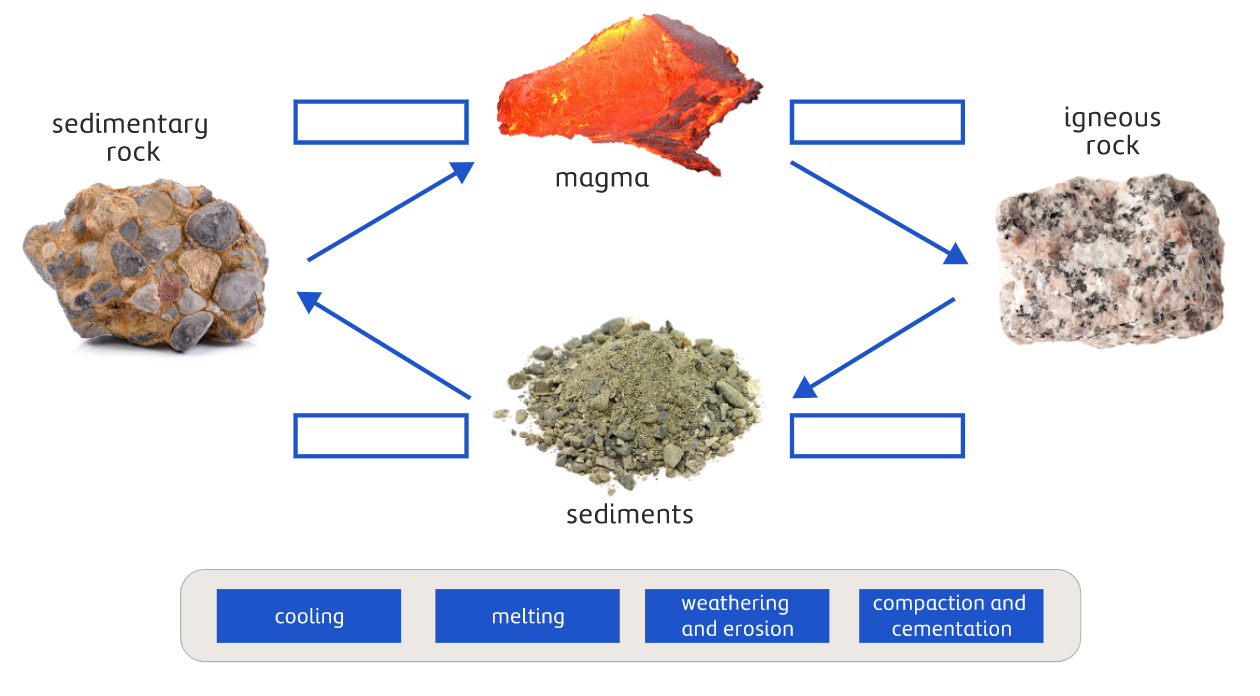 sedimentary
rock
magma
igneous
rock
sediments
cooling
melting
weathering
and erosion
compaction and
cementation